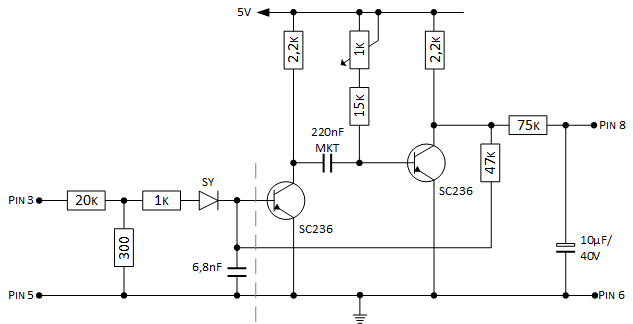 5V
2,2K
1K
2,2K
15K
220nF
MKT
75K
PIN 8
47K
SC236
SY
PIN 3
20K
1K
SC236
300
10µF/
40V
6,8nF
PIN 5
PIN 6